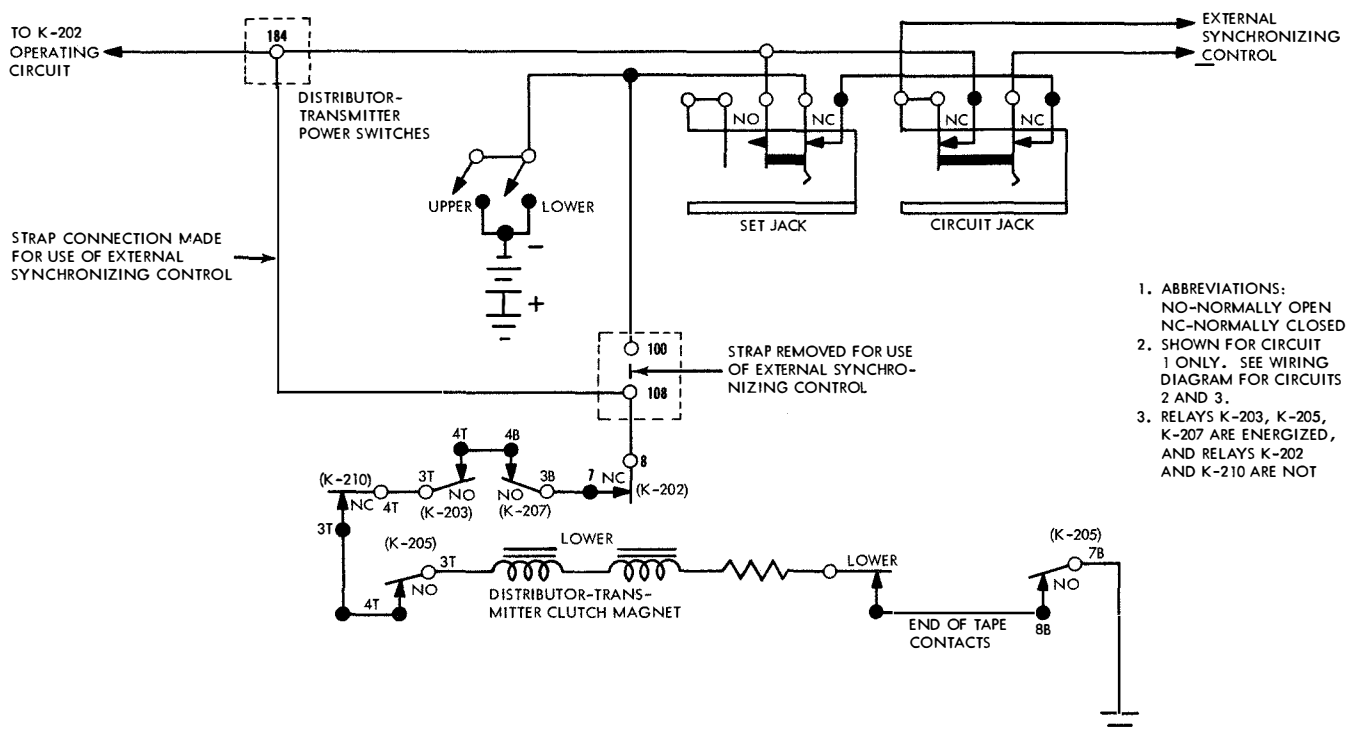 TO K-202
OPERATING
CIRCUIT
184
DISTRIBUTOR-
TRANSMITTER
POWER SWITCHES
EXTERNAL
SYNCHRONIZING
CONTROL
NO
NC
NC
NC
SET JACK
CIRCUIT JACK
UPPER
LOWER
−
+
STRAP CONNECTION MADE
FOR USE OF EXTERNAL
SYNCHRONIZING CONTROL
100
108
STRAP REMOVED FOR USE
OF EXTERNAL SYNCHRO-
NIZING CONTROL
1. ABBREVIATIONS:
NO-NORMALLY OPEN
NC-NORMALLY CLOSED
2. SHOWN FOR CIRCUIT
1 ONLY. SEE WIRING
DIAGRAM FOR CIRCUITS
2 AND 3.
3. RELAYS K-203, K-205,
K-207 ARE ENERGIZED,
AND RELAYS K-202
AND K-210 ARE NOT
4T
4B
8
(K-210)
3T
3B
7
NC
(K-202)
NC
4T
NO
NO
(K-203)
(K-207)
3T
(K-205)
3T
NO
4T
LOWER
DISTRIBUTOR-TRANS-
MITTER CLUTCH MAGNET
LOWER
END OF TAPE
CONTACTS
(K-205)
7B
NO
8B